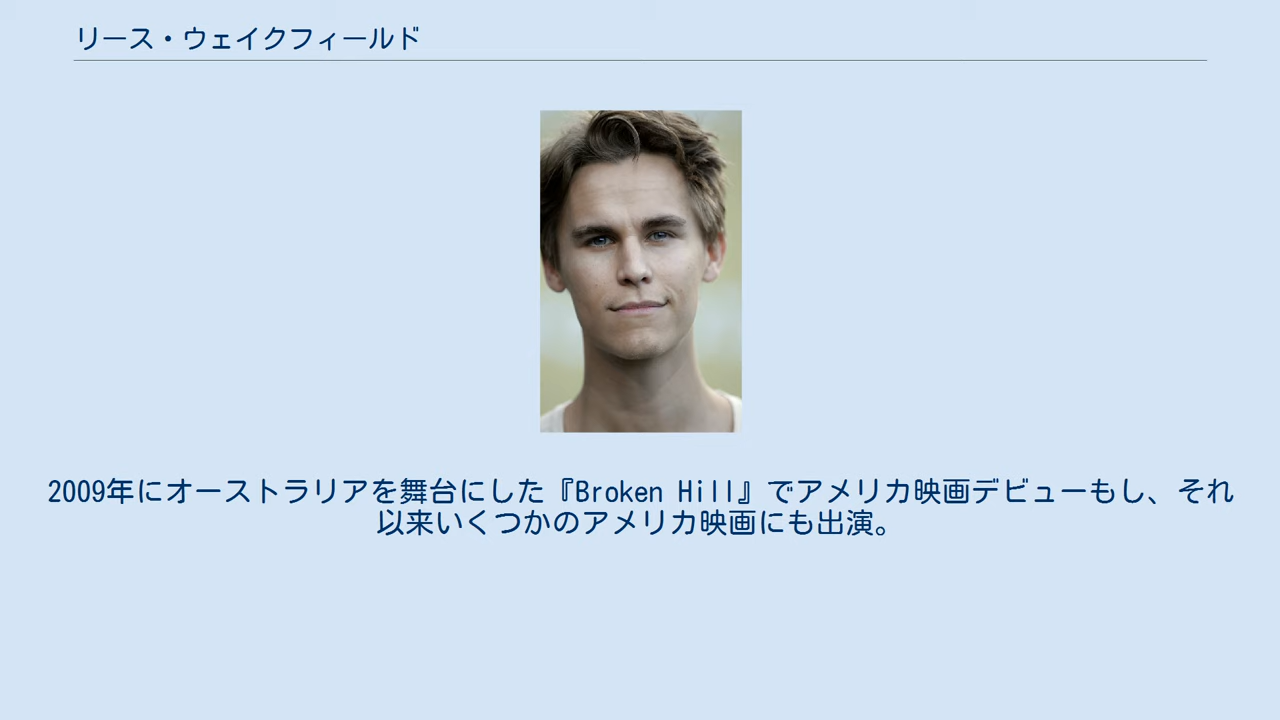 リース・ウェイクフィールド
2009年にオーストラリアを舞台にした『Broken Hill』でアメリカ映画デビューもし、それ
以来いくつかのアメリカ映画にも出演。